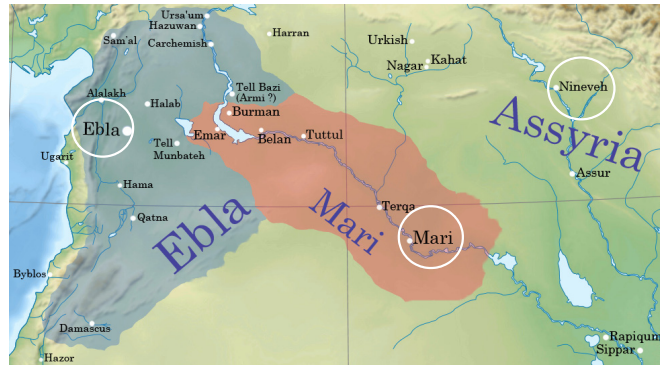 Ursa'um
Hazuwan
Sam'al
Carchemish
Harran
Urkish
Kahat
Nagar
Nineveh
Alalakh
Halab
Tell Bazi
(Armi ?)
Burman
Assyria
Ebla
Emar
Belan
Tuttul
Tell
Munbateh
Ugarit
Assur
Hama
Ebla
Mari
Terqa
Qatna
Mari
Byblos
Damascus
Rapiqum
Sippar
Hazor